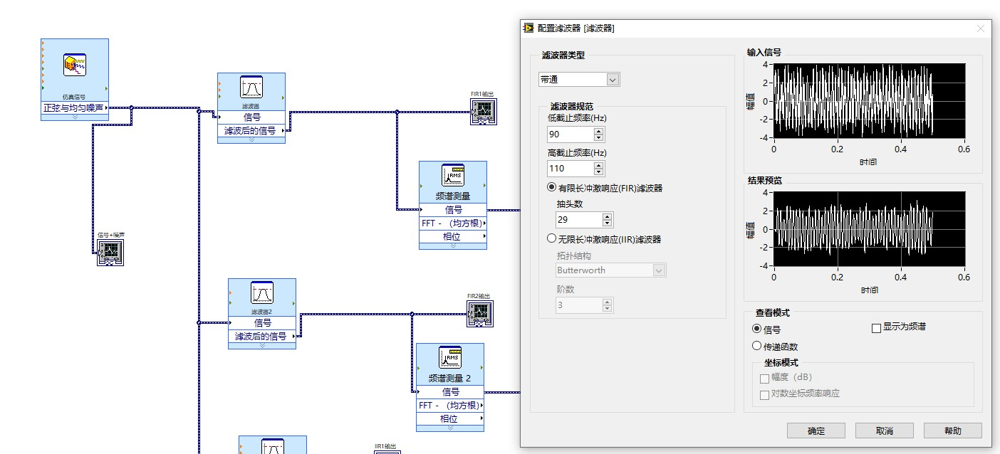 仿真信号
正弦与均匀噪声
信号+噪声
滤波器
信号
滤波后的信号
FIR1输出
RMS
频谱测量
信号
FFT - （均方根）
相位
滤波器2
信号
滤波后的信号
FIR2输出
RMS
频谱测量 2
信号
FFT - （均方根）
相位
IIR1输出
配置滤波器 [滤波器]
滤波器类型
带通
滤波器规范
低截止频率(Hz)
90
高截止频率(Hz)
110
有限长冲激响应(FIR)滤波器
抽头数
29
无限长冲激响应(IIR)滤波器
拓扑结构
Butterworth
阶数
3
输入信号
幅值
4
2
0
-2
-4
0 0.2 0.4 0.6
时间
结果预览
幅值
4
2
0
-2
-4
0 0.2 0.4 0.6
时间
查看模式
信号
显示为频谱
传递函数
坐标模式
幅度（dB）
对数坐标频率响应
确定 取消 帮助